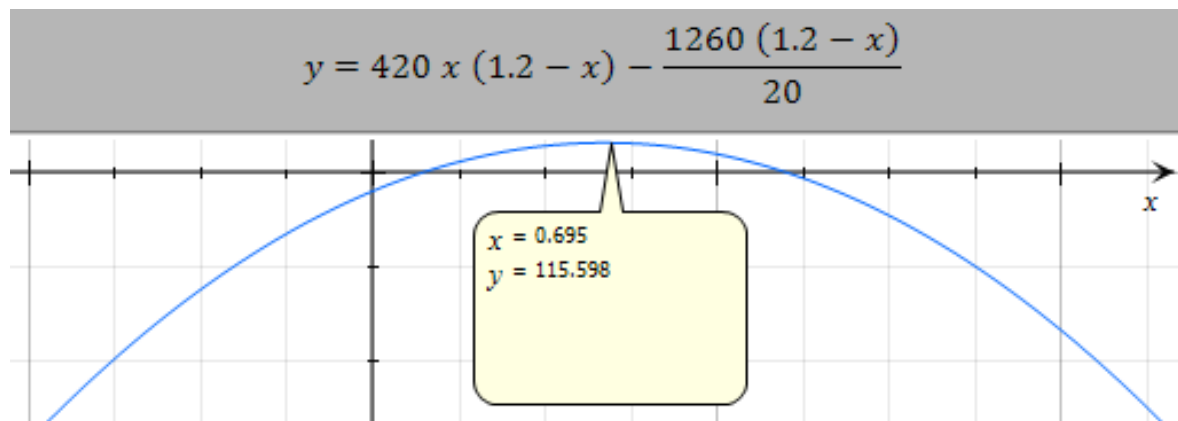 y = 420 x (1.2 − x) − 1260 (1.2 − x) / 20
x
x = 0.695
y = 115.598